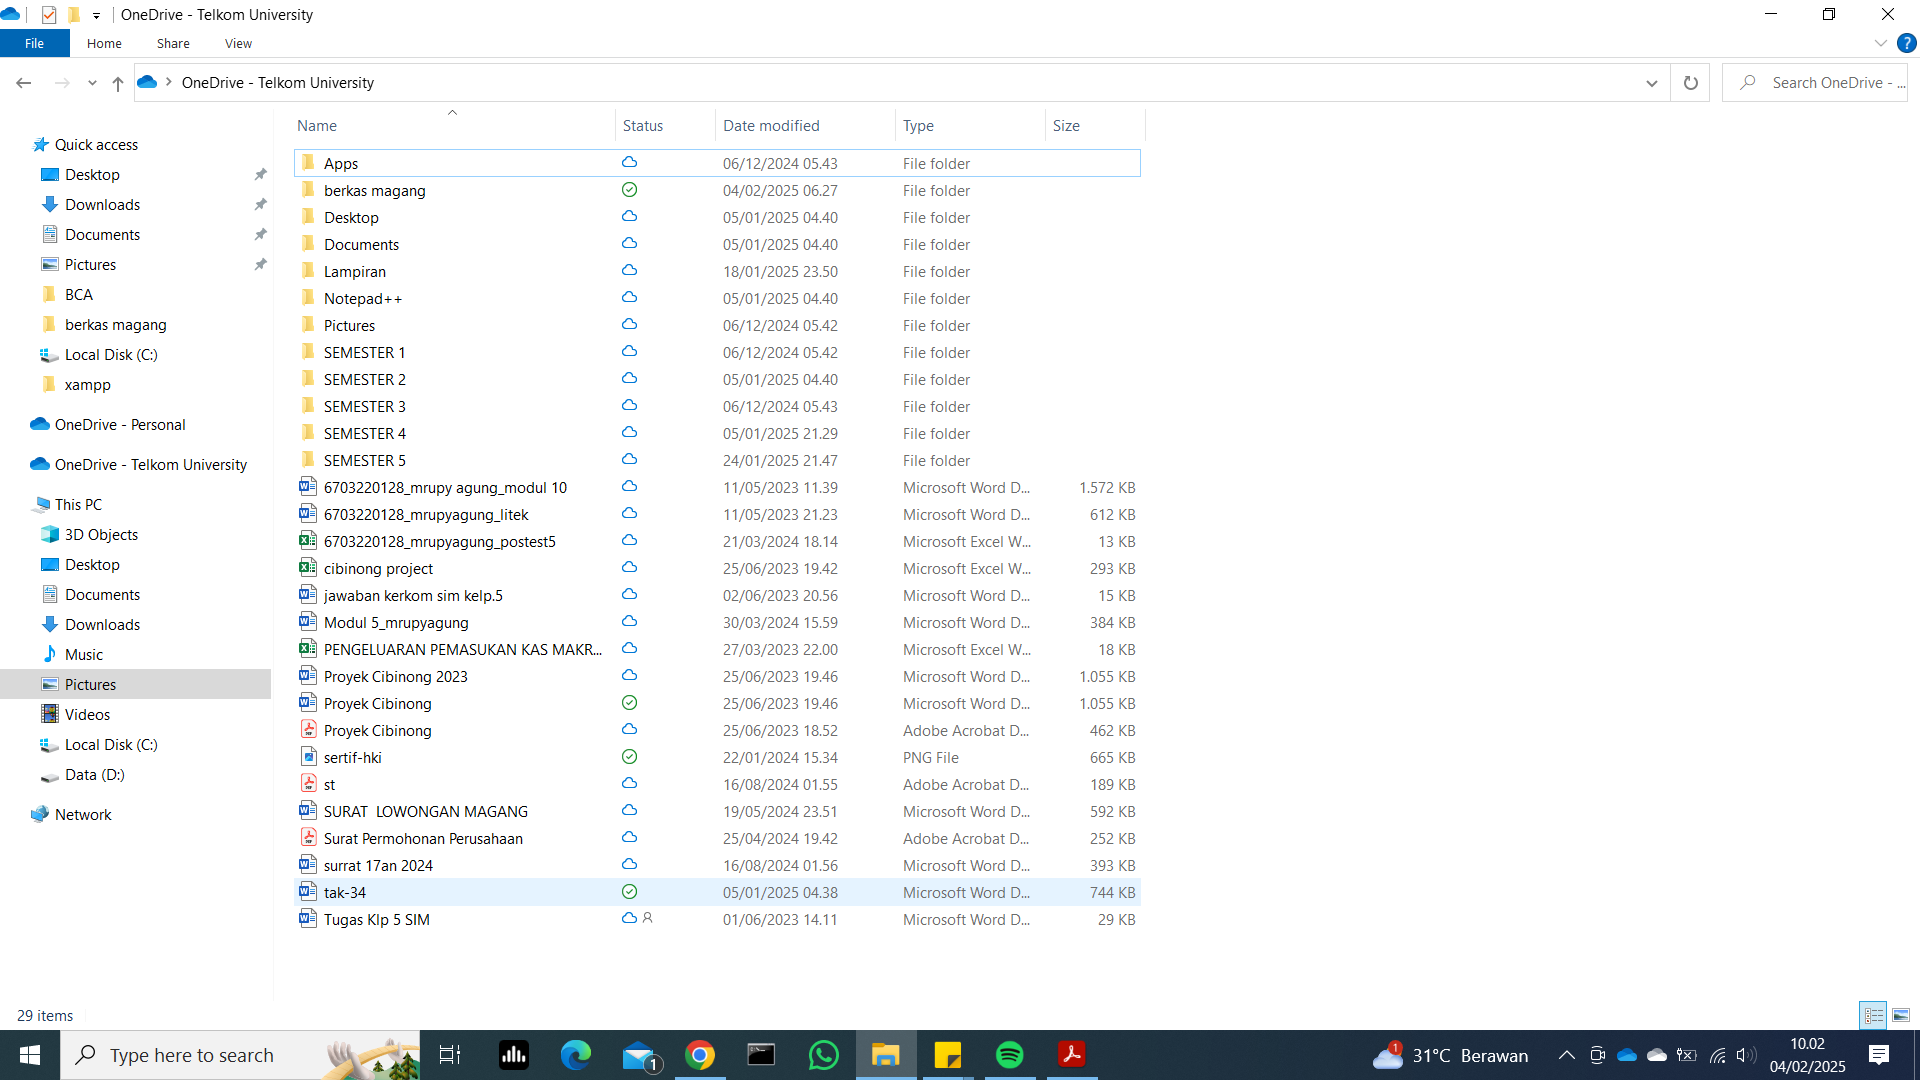 OneDrive - Telkom University
File Home Share View
OneDrive - Telkom University
Search OneDrive - ...
Quick access
Desktop
Downloads
Documents
Pictures
BCA
berkas magang
Local Disk (C:)
xampp
OneDrive - Personal
OneDrive - Telkom University
This PC
3D Objects
Desktop
Documents
Downloads
Music
Pictures
Videos
Local Disk (C:)
Data (D:)
Network
Name Status Date modified Type Size
Apps 06/12/2024 05.43 File folder
berkas magang 04/02/2025 06.27 File folder
Desktop 05/01/2025 04.40 File folder
Documents 05/01/2025 04.40 File folder
Lampiran 18/01/2025 23.50 File folder
Notepad++ 05/01/2025 04.40 File folder
Pictures 06/12/2024 05.42 File folder
SEMESTER 1 06/12/2024 05.42 File folder
SEMESTER 2 05/01/2025 04.40 File folder
SEMESTER 3 06/12/2024 05.43 File folder
SEMESTER 4 05/01/2025 21.29 File folder
SEMESTER 5 24/01/2025 21.47 File folder
6703220128_mrupy agung_modul 10 11/05/2023 11.39 Microsoft Word D... 1.572 KB
6703220128_mrupyagung_litek 11/05/2023 21.23 Microsoft Word D... 612 KB
6703220128_mrupyagung_postest5 21/03/2024 18.14 Microsoft Excel W... 13 KB
cibinong project 25/06/2023 19.42 Microsoft Excel W... 293 KB
jawaban kerkom sim kelp.5 02/06/2023 20.56 Microsoft Word D... 15 KB
Modul 5_mrupyagung 30/03/2024 15.59 Microsoft Word D... 384 KB
PENGELUARAN PEMASUKAN KAS MAKR... 27/03/2023 22.00 Microsoft Excel W... 18 KB
Proyek Cibinong 2023 25/06/2023 19.46 Microsoft Word D... 1.055 KB
Proyek Cibinong 25/06/2023 19.46 Microsoft Word D... 1.055 KB
Proyek Cibinong 25/06/2023 18.52 Adobe Acrobat D... 462 KB
sertif-hki 22/01/2024 15.34 PNG File 665 KB
st 16/08/2024 01.55 Adobe Acrobat D... 189 KB
SURAT  LOWONGAN MAGANG 19/05/2024 23.51 Microsoft Word D... 592 KB
Surat Permohonan Perusahaan 25/04/2024 19.42 Adobe Acrobat D... 252 KB
surrat 17an 2024 16/08/2024 01.56 Microsoft Word D... 393 KB
tak-34 05/01/2025 04.38 Microsoft Word D... 744 KB
Tugas Klp 5 SIM 01/06/2023 14.11 Microsoft Word D... 29 KB
29 items
Type here to search
1
1
31°C Berawan
10.02
04/02/2025